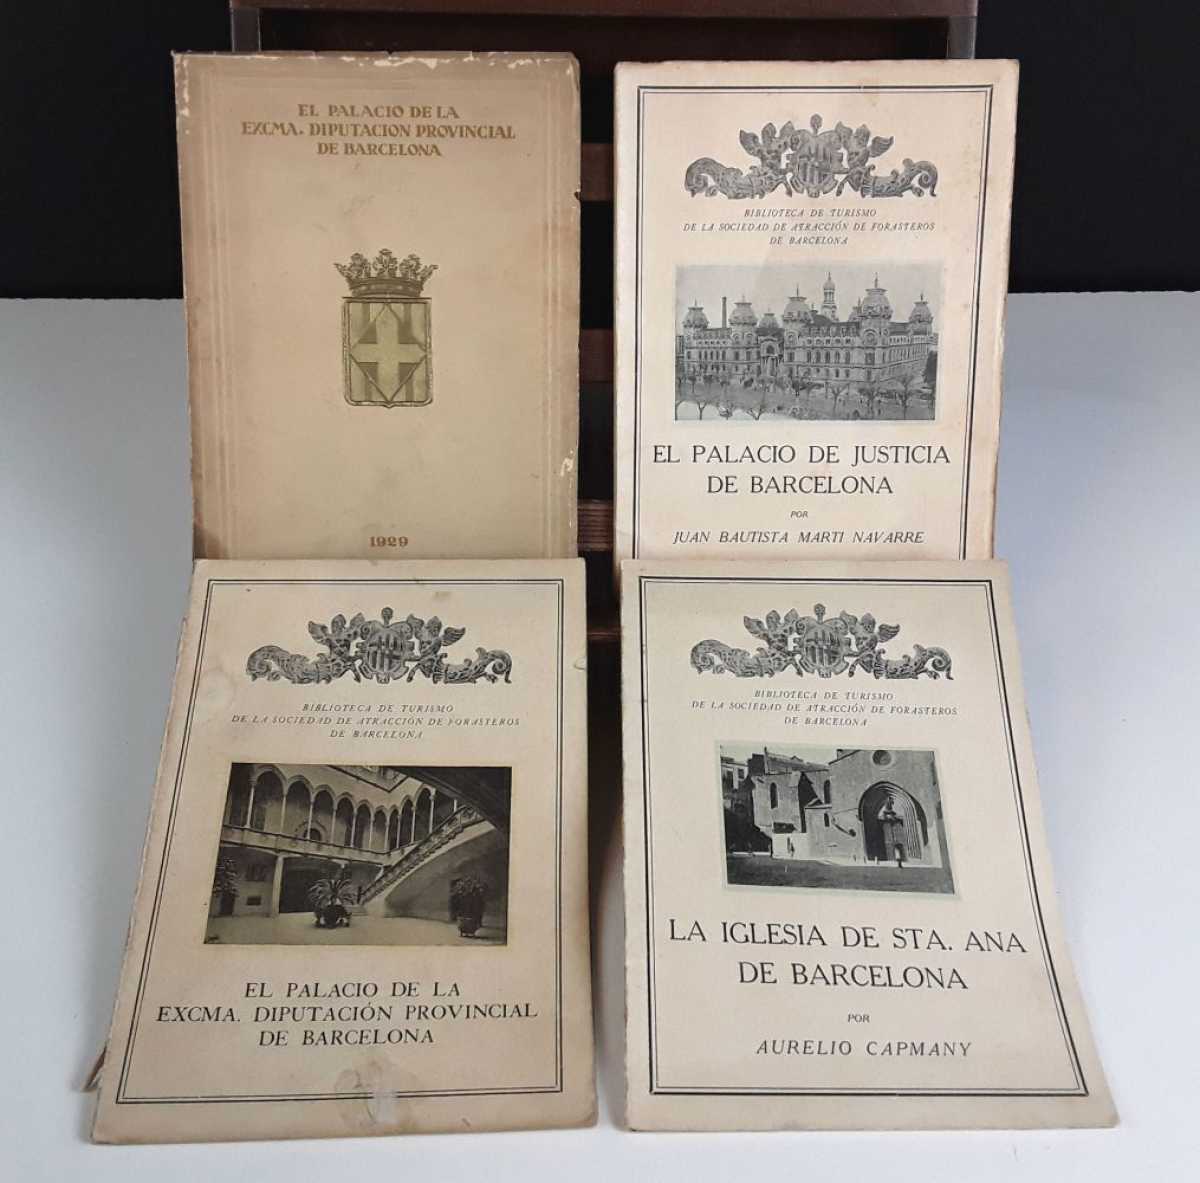 EL PALACIO DE LA
EXCMA. DIPUTACION PROVINCIAL
DE BARCELONA
1929
BIBLIOTECA DE TURISMO
DE LA SOCIEDAD DE ATRACCIÓN DE FORASTEROS
DE BARCELONA
EL PALACIO DE JUSTICIA
DE BARCELONA
POR
JUAN BAUTISTA MARTI NAVARRE
BIBLIOTECA DE TURISMO
DE LA SOCIEDAD DE ATRACCIÓN DE FORASTEROS
DE BARCELONA
EL PALACIO DE LA
EXCMA. DIPUTACIÓN PROVINCIAL
DE BARCELONA
BIBLIOTECA DE TURISMO
DE LA SOCIEDAD DE ATRACCIÓN DE FORASTEROS
DE BARCELONA
LA IGLESIA DE STA. ANA
DE BARCELONA
POR
AURELIO CAPMANY